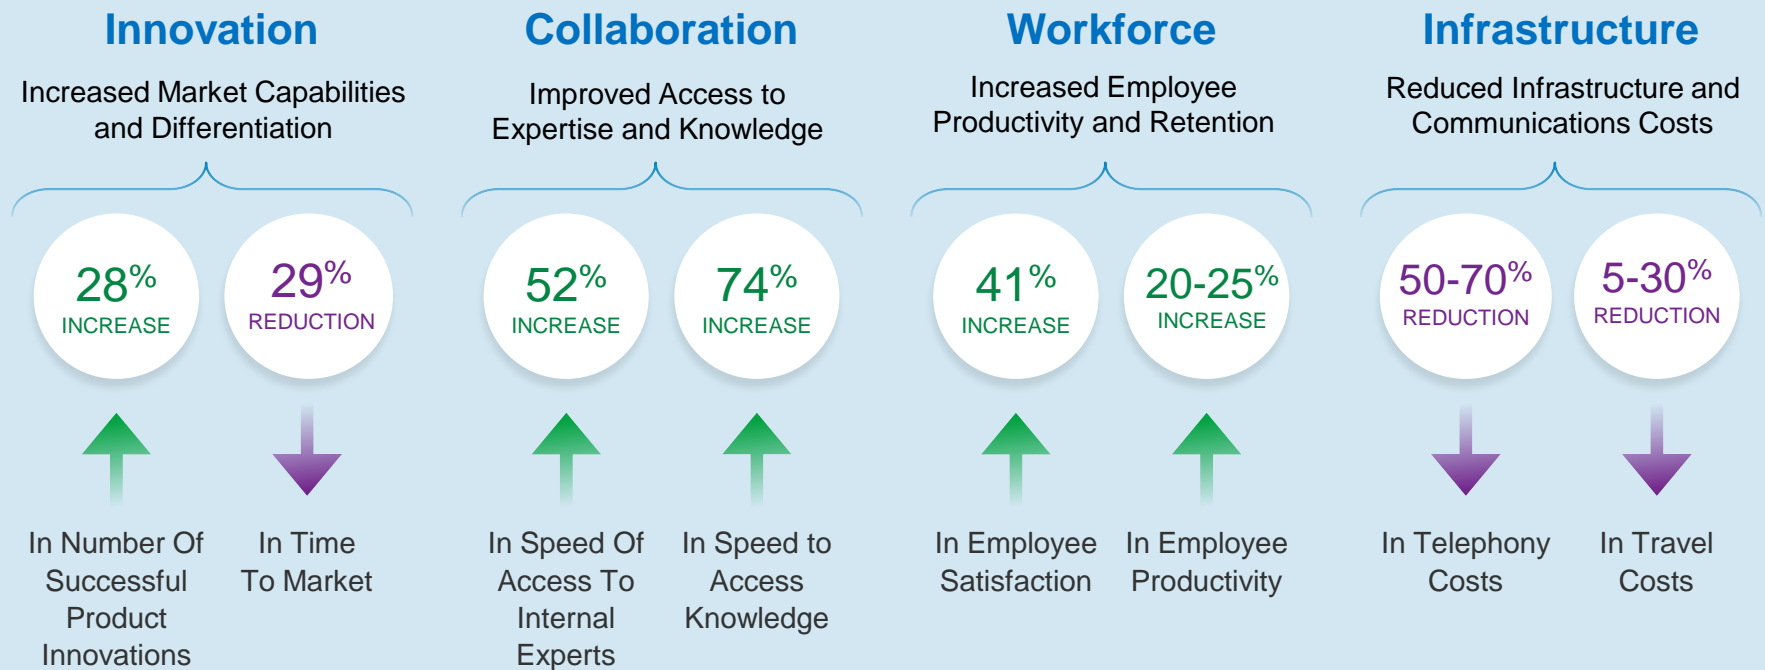 Innovation
Increased Market Capabilities
and Differentiation
28%
INCREASE
In Number Of
Successful
Product
Innovations
29%
REDUCTION
In Time
To Market
Collaboration
Improved Access to
Expertise and Knowledge
52%
INCREASE
In Speed Of
Access To
Internal
Experts
74%
INCREASE
In Speed to
Access
Knowledge
Workforce
Increased Employee
Productivity and Retention
41%
INCREASE
In Employee
Satisfaction
20-25%
INCREASE
In Employee
Productivity
Infrastructure
Reduced Infrastructure and
Communications Costs
50-70%
REDUCTION
In Telephony
Costs
5-30%
REDUCTION
In Travel
Costs